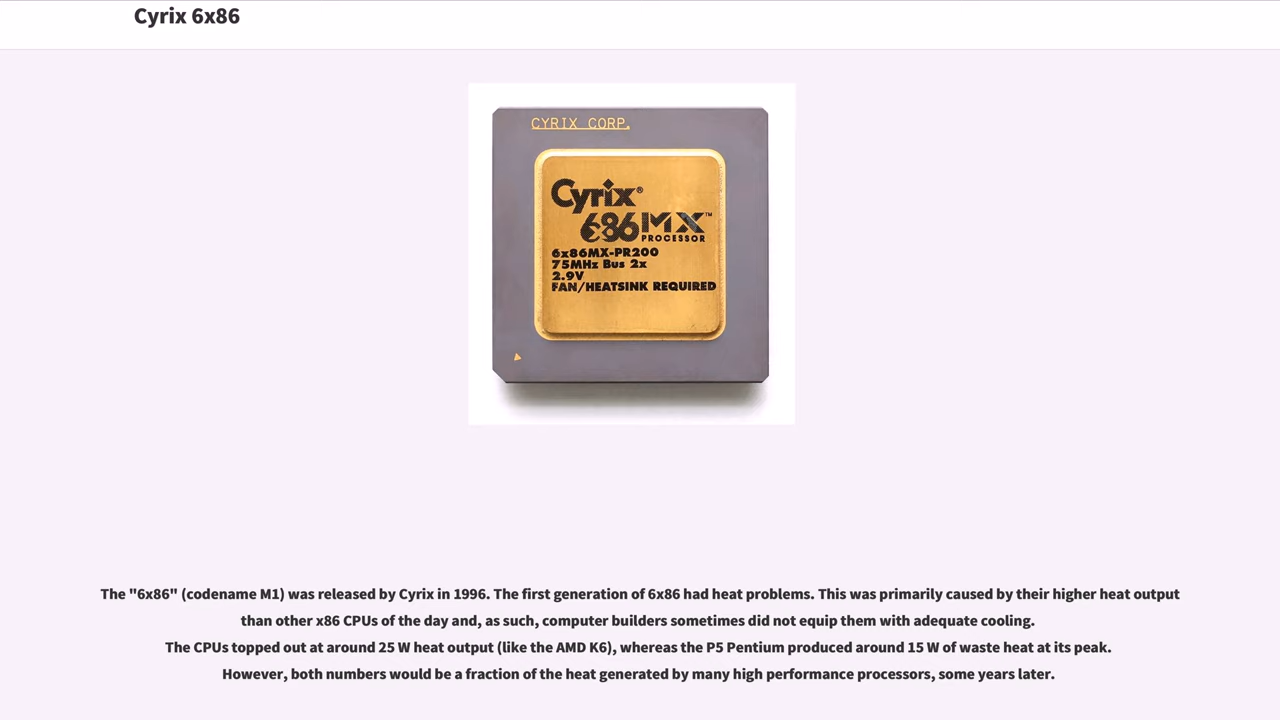 Cyrix 6x86
CYRIX CORP.
Cyrix®
686MX™
PROCESSOR
6x86MX-PR200
75MHz Bus 2x
2.9V
FAN/HEATSINK REQUIRED
The "6x86" (codename M1) was released by Cyrix in 1996. The first generation of 6x86 had heat problems. This was primarily caused by their higher heat output
than other x86 CPUs of the day and, as such, computer builders sometimes did not equip them with adequate cooling.
The CPUs topped out at around 25 W heat output (like the AMD K6), whereas the P5 Pentium produced around 15 W of waste heat at its peak.
However, both numbers would be a fraction of the heat generated by many high performance processors, some years later.